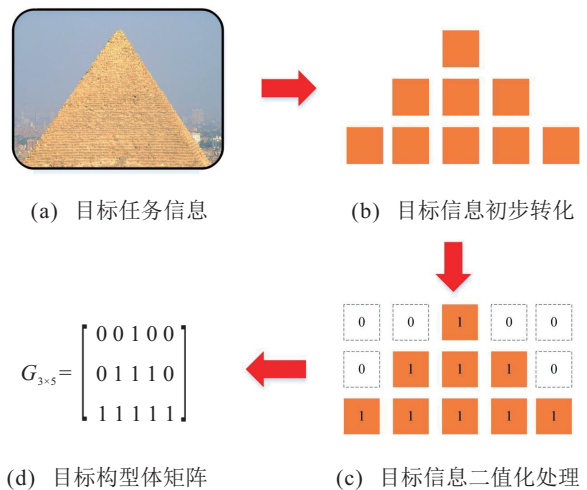 (a) 目标任务信息
(b) 目标信息初步转化
0 0 1 0 0
0 1 1 1 0
1 1 1 1 1
(c) 目标信息二值化处理
G3×5=
0 0 1 0 0
0 1 1 1 0
1 1 1 1 1
(d) 目标构型体矩阵